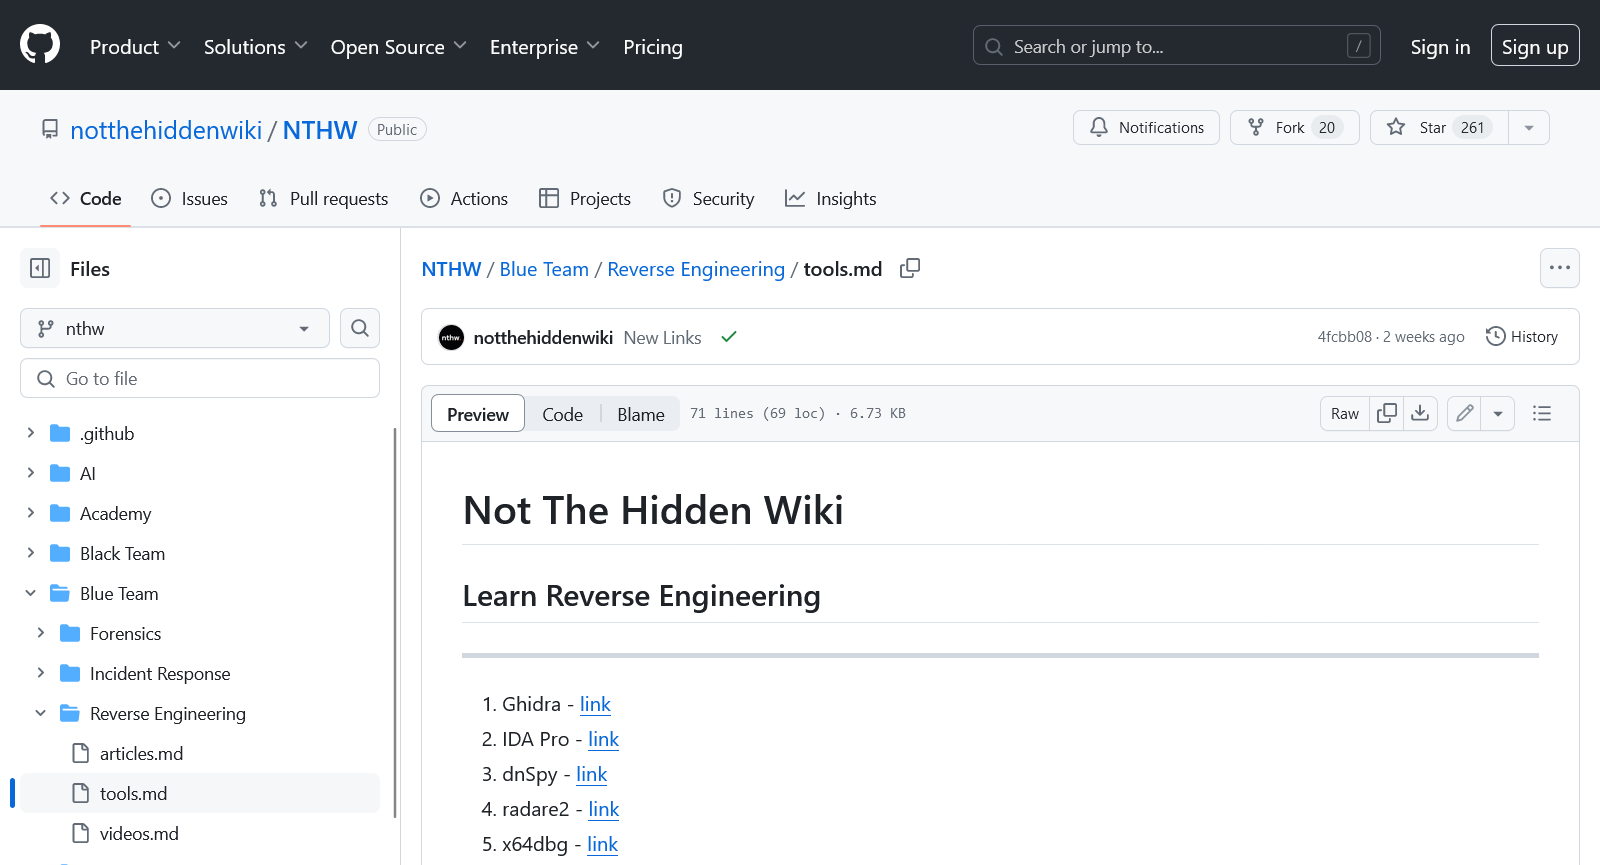 Product Solutions Open Source Enterprise Pricing Search or jump to... / Sign in Sign up
notthehiddenwiki / NTHW Public Notifications Fork 20 Star 261
Code Issues Pull requests Actions Projects Security Insights
Files
nthw
Go to file
.github
AI
Academy
Black Team
Blue Team
Forensics
Incident Response
Reverse Engineering
articles.md
tools.md
videos.md
NTHW / Blue Team / Reverse Engineering / tools.md
nthw notthehiddenwiki New Links 4fcbb08 · 2 weeks ago History
Preview Code Blame 71 lines (69 loc) · 6.73 KB Raw
Not The Hidden Wiki
Learn Reverse Engineering
1. Ghidra - link
2. IDA Pro - link
3. dnSpy - link
4. radare2 - link
5. x64dbg - link